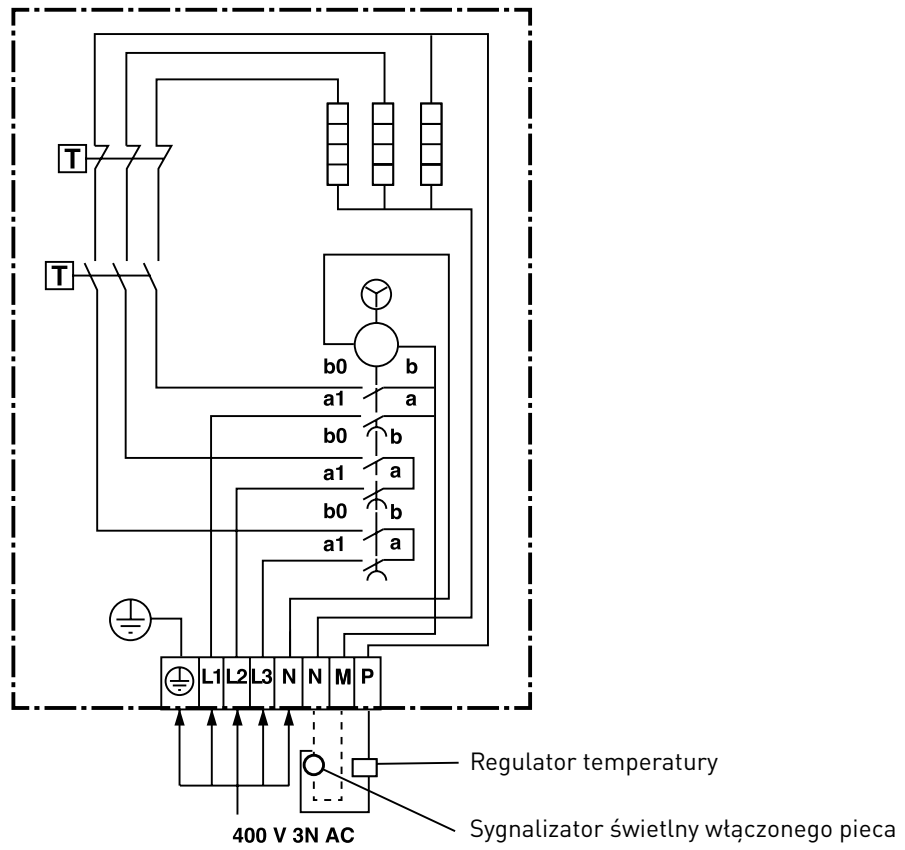 T
T
b0 b
a1 a
b0 b
a1 a
b0 b
a1 a
L1 L2 L3 N N M P
Regulator temperatury
Sygnalizator świetlny włączonego pieca
400 V 3N AC